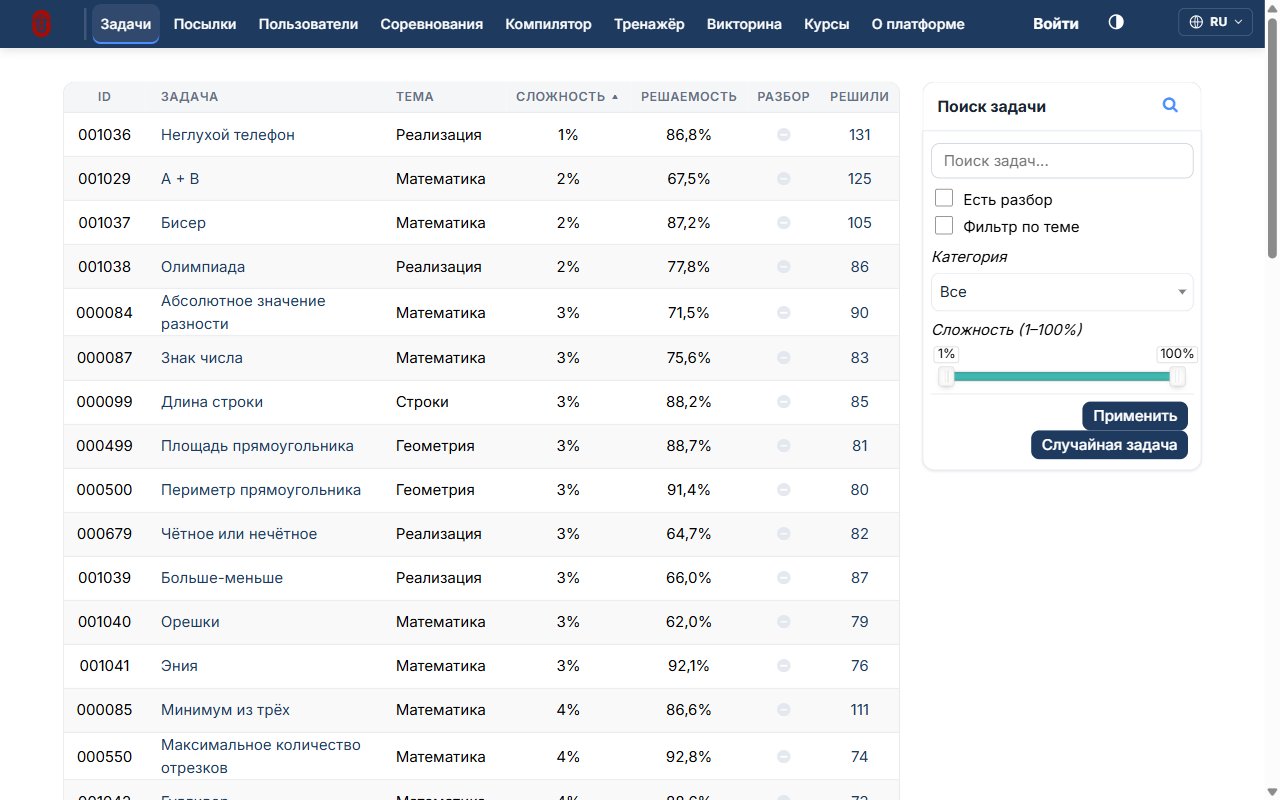 Задачи Посылки Пользователи Соревнования Компилятор Тренажёр Викторина Курсы О платформе Войти RU
ID ЗАДАЧА ТЕМА СЛОЖНОСТЬ ▲ РЕШАЕМОСТЬ РАЗБОР РЕШИЛИ
001036 Неглухой телефон Реализация 1% 86,8% 131
001029 A + B Математика 2% 67,5% 125
001037 Бисер Математика 2% 87,2% 105
001038 Олимпиада Реализация 2% 77,8% 86
000084 Абсолютное значение
разности Математика 3% 71,5% 90
000087 Знак числа Математика 3% 75,6% 83
000099 Длина строки Строки 3% 88,2% 85
000499 Площадь прямоугольника Геометрия 3% 88,7% 81
000500 Периметр прямоугольника Геометрия 3% 91,4% 80
000679 Чётное или нечётное Реализация 3% 64,7% 82
001039 Больше-меньше Реализация 3% 66,0% 87
001040 Орешки Математика 3% 62,0% 79
001041 Эния Математика 3% 92,1% 76
000085 Минимум из трёх Математика 4% 86,6% 111
000550 Максимальное количество
отрезков Математика 4% 92,8% 74
Поиск задачи
Поиск задач...
Есть разбор
Фильтр по теме
Категория
Все
Сложность (1–100%)
1% 100%
Применить
Случайная задача